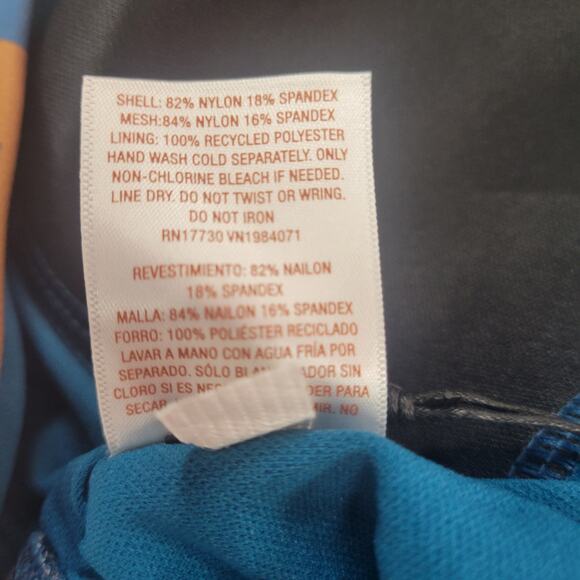 SHELL: 82% NYLON 18% SPANDEX
MESH:84% NYLON 16% SPANDEX
LINING: 100% RECYCLED POLYESTER
HAND WASH COLD SEPARATELY. ONLY
NON-CHLORINE BLEACH IF NEEDED.
LINE DRY. DO NOT TWIST OR WRING.
DO NOT IRON
RN17730 VN1984071
REVESTIMIENTO: 82% NAILON
18% SPANDEX
MALLA: 84% NAILON 16% SPANDEX
FORRO: 100% POLIÉSTER RECICLADO
LAVAR A MANO CON AGUA FRÍA POR
SEPARADO. SÓLO SIN
CLORO SI ES PARA
SECAR NO